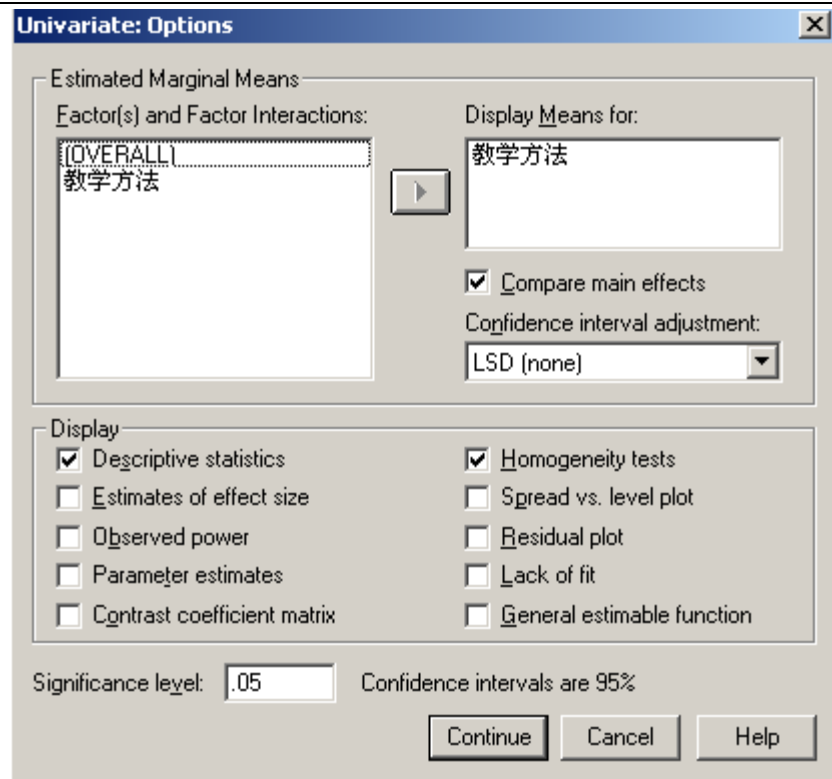 Univariate: Options
Estimated Marginal Means
Factor(s) and Factor Interactions:
(OVERALL)
教学方法
Display Means for:
教学方法
Compare main effects
Confidence interval adjustment:
LSD (none)
Display
Descriptive statistics
Homogeneity tests
Estimates of effect size
Spread vs. level plot
Observed power
Residual plot
Parameter estimates
Lack of fit
Contrast coefficient matrix
General estimable function
Significance level: .05 Confidence intervals are 95%
Continue Cancel Help